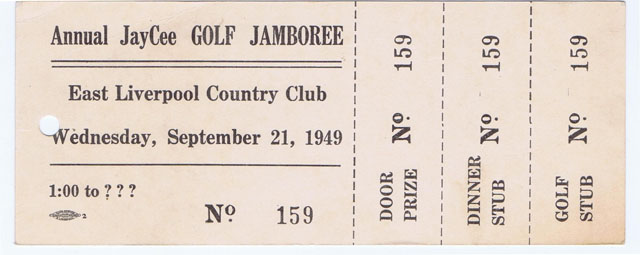 Annual JayCee GOLF JAMBOREE
East Liverpool Country Club
Wednesday, September 21, 1949
1:00 to ? ? ?
2
Nº 159
DOOR PRIZE Nº 159
DINNER STUB Nº 159
GOLF STUB Nº 159